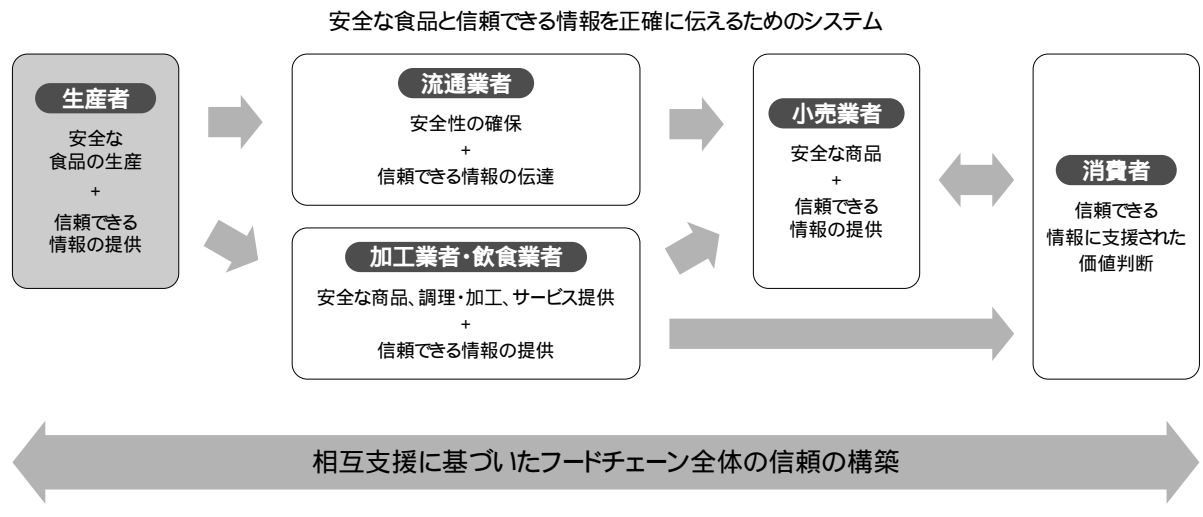 安全な食品と信頼できる情報を正確に伝えるためのシステム
生産者
安全な
食品の生産
+
信頼できる
情報の提供
流通業者
安全性の確保
+
信頼できる情報の伝達
加工業者・飲食業者
安全な商品、調理・加工、サービス提供
+
信頼できる情報の提供
小売業者
安全な商品
+
信頼できる
情報の提供
消費者
信頼できる
情報に支援された
価値判断
相互支援に基づいたフードチェーン全体の信頼の構築